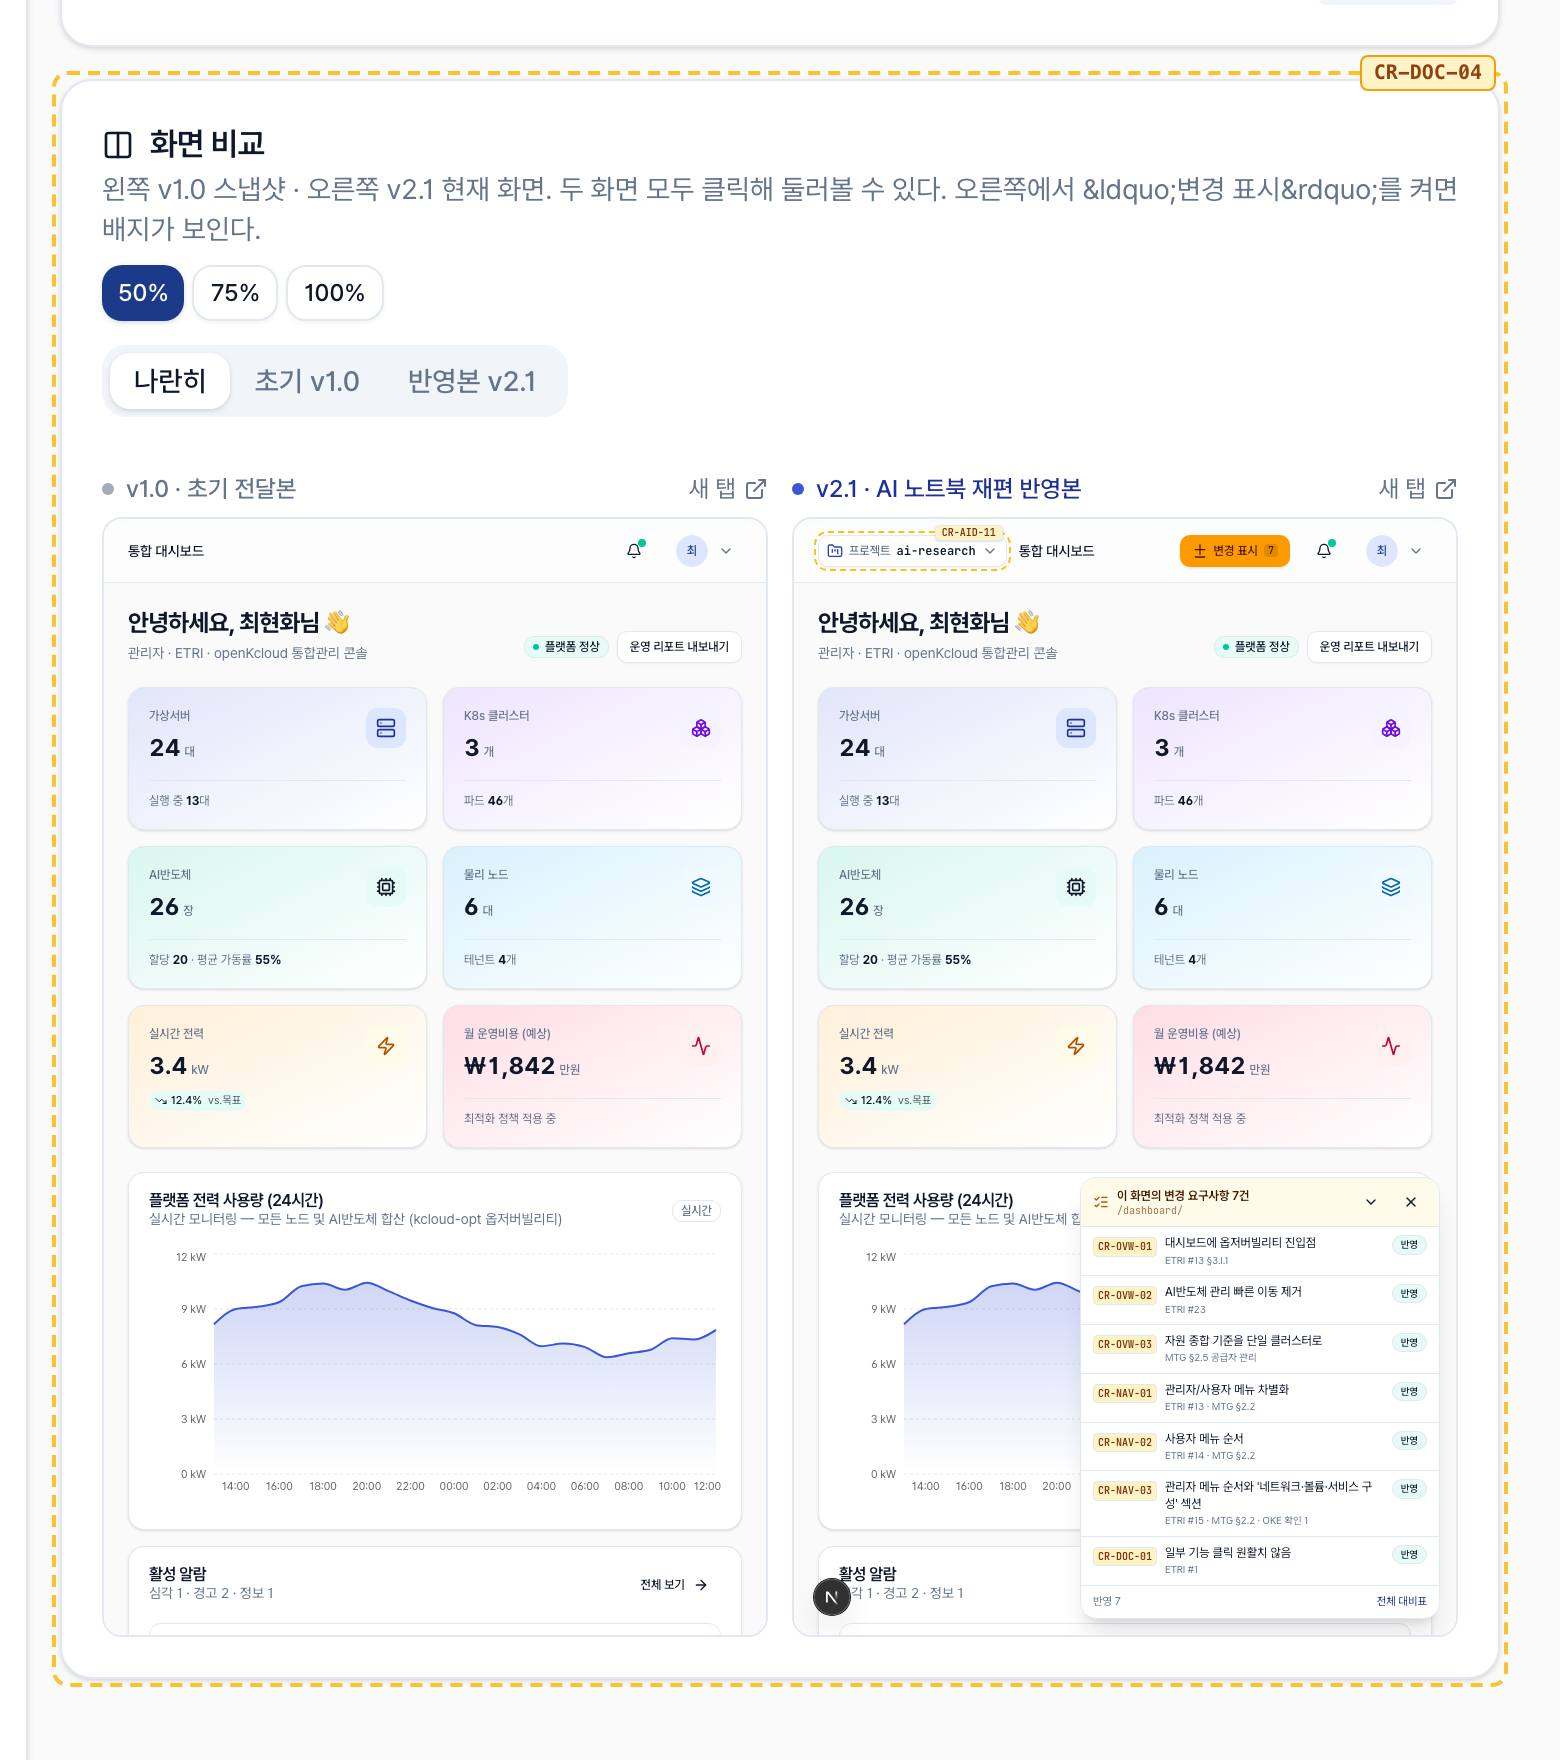 CR-DOC-04
화면 비교
왼쪽 v1.0 스냅샷 · 오른쪽 v2.1 현재 화면. 두 화면 모두 클릭해 둘러볼 수 있다. 오른쪽에서 &ldquo;변경 표시&rdquo;를 켜면
배지가 보인다.
50% 75% 100%
나란히 초기 v1.0 반영본 v2.1
v1.0 · 초기 전달본 새 탭
통합 대시보드 최
안녕하세요, 최현화님 👋
관리자 · ETRI · openKcloud 통합관리 콘솔 플랫폼 정상 운영 리포트 내보내기
가상서버
24 대
실행 중 13대
K8s 클러스터
3 개
파드 46개
AI반도체
26 장
할당 20 · 평균 가동률 55%
물리 노드
6 대
테넌트 4개
실시간 전력
3.4 kW
12.4% vs.목표
월 운영비용 (예상)
₩1,842 만원
최적화 정책 적용 중
플랫폼 전력 사용량 (24시간)
실시간 모니터링 — 모든 노드 및 AI반도체 합산 (kcloud-opt 옵저버빌리티) 실시간
12 kW
9 kW
6 kW
3 kW
0 kW
14:00 16:00 18:00 20:00 22:00 00:00 02:00 04:00 06:00 08:00 10:00 12:00
활성 알람
심각 1 · 경고 2 · 정보 1 전체 보기
v2.1 · AI 노트북 재편 반영본 새 탭
CR-AID-11
프로젝트 ai-research 통합 대시보드 변경 표시 7 최
안녕하세요, 최현화님 👋
관리자 · ETRI · openKcloud 통합관리 콘솔 플랫폼 정상 운영 리포트 내보내기
가상서버
24 대
실행 중 13대
K8s 클러스터
3 개
파드 46개
AI반도체
26 장
할당 20 · 평균 가동률 55%
물리 노드
6 대
테넌트 4개
실시간 전력
3.4 kW
12.4% vs.목표
월 운영비용 (예상)
₩1,842 만원
최적화 정책 적용 중
플랫폼 전력 사용량 (24시간)
실시간 모니터링 — 모든 노드 및 AI반도체 합
12 kW
9 kW
6 kW
3 kW
0 kW
14:00 16:00 18:00 20:00
활성 알람
각 1 · 경고 2 · 정보 1
N
이 화면의 변경 요구사항 7건
/dashboard/
CR-OVW-01 대시보드에 옵저버빌리티 진입점 반영
ETRI #13 §3.1.1
CR-OVW-02 AI반도체 관리 빠른 이동 제거 반영
ETRI #23
CR-OVW-03 자원 종합 기준을 단일 클러스터로 반영
MTG §2.5 공급자 관리
CR-NAV-01 관리자/사용자 메뉴 차별화 반영
ETRI #13 · MTG §2.2
CR-NAV-02 사용자 메뉴 순서 반영
ETRI #14 · MTG §2.2
CR-NAV-03 관리자 메뉴 순서와 '네트워크·볼륨·서비스 구 반영
성' 섹션
ETRI #15 · MTG §2.2 · OKE 확인 1
CR-DOC-01 일부 기능 클릭 원활치 않음 반영
ETRI #1
반영 7 전체 대비표